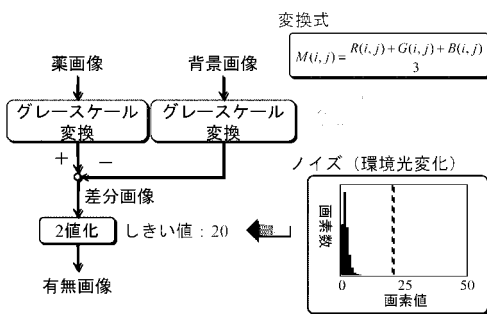 変換式
M(i, j) = R(i, j) + G(i, j) + B(i, j)
3
薬画像
背景画像
グレースケール
変換
グレースケール
変換
+
−
差分画像
2値化
しきい値：20
有無画像
ノイズ（環境光変化）
画素数
0
25
50
画素値